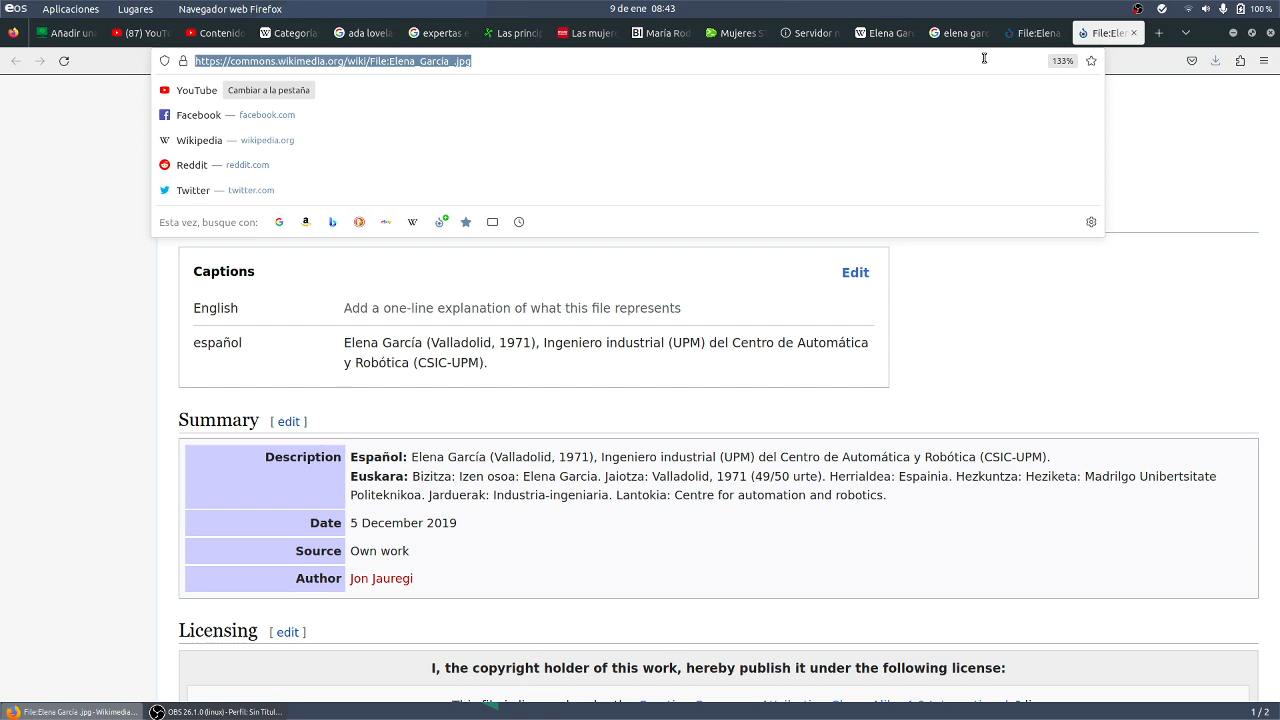 eos Aplicaciones Lugares Navegador web Firefox 9 de ene 08:43 100 %
Añadir un (87) YouT Contenid Categoría ada lovela expertas e Las princip Las mujer María Rod Mujeres S Servidor r Elena Gar elena garc File:Elena File:Eler
https://commons.wikimedia.org/wiki/File:Elena_García_.jpg 133%
YouTube Cambiar a la pestaña
Facebook — facebook.com
Wikipedia — wikipedia.org
Reddit — reddit.com
Twitter — twitter.com
Esta vez, busque con:
Captions Edit
English Add a one-line explanation of what this file represents
español Elena García (Valladolid, 1971), Ingeniero industrial (UPM) del Centro de Automática
y Robótica (CSIC-UPM).
Summary [ edit ]
Description Español: Elena García (Valladolid, 1971), Ingeniero industrial (UPM) del Centro de Automática y Robótica (CSIC-UPM).
Euskara: Bizitza: Izen osoa: Elena García. Jaiotza: Valladolid, 1971 (49/50 urte). Herrialdea: Espainia. Hezkuntza: Heziketa: Madrilgo Unibertsitate
Politeknikoa. Jarduerak: Industria-ingeniaria. Lantokia: Centre for automation and robotics.
Date 5 December 2019
Source Own work
Author Jon Jauregi
Licensing [ edit ]
I, the copyright holder of this work, hereby publish it under the following license:
File:Elena García .jpg - Wikimedia... OBS 26.1.0 (linux) - Perfil: Sin Títul... 1 / 2